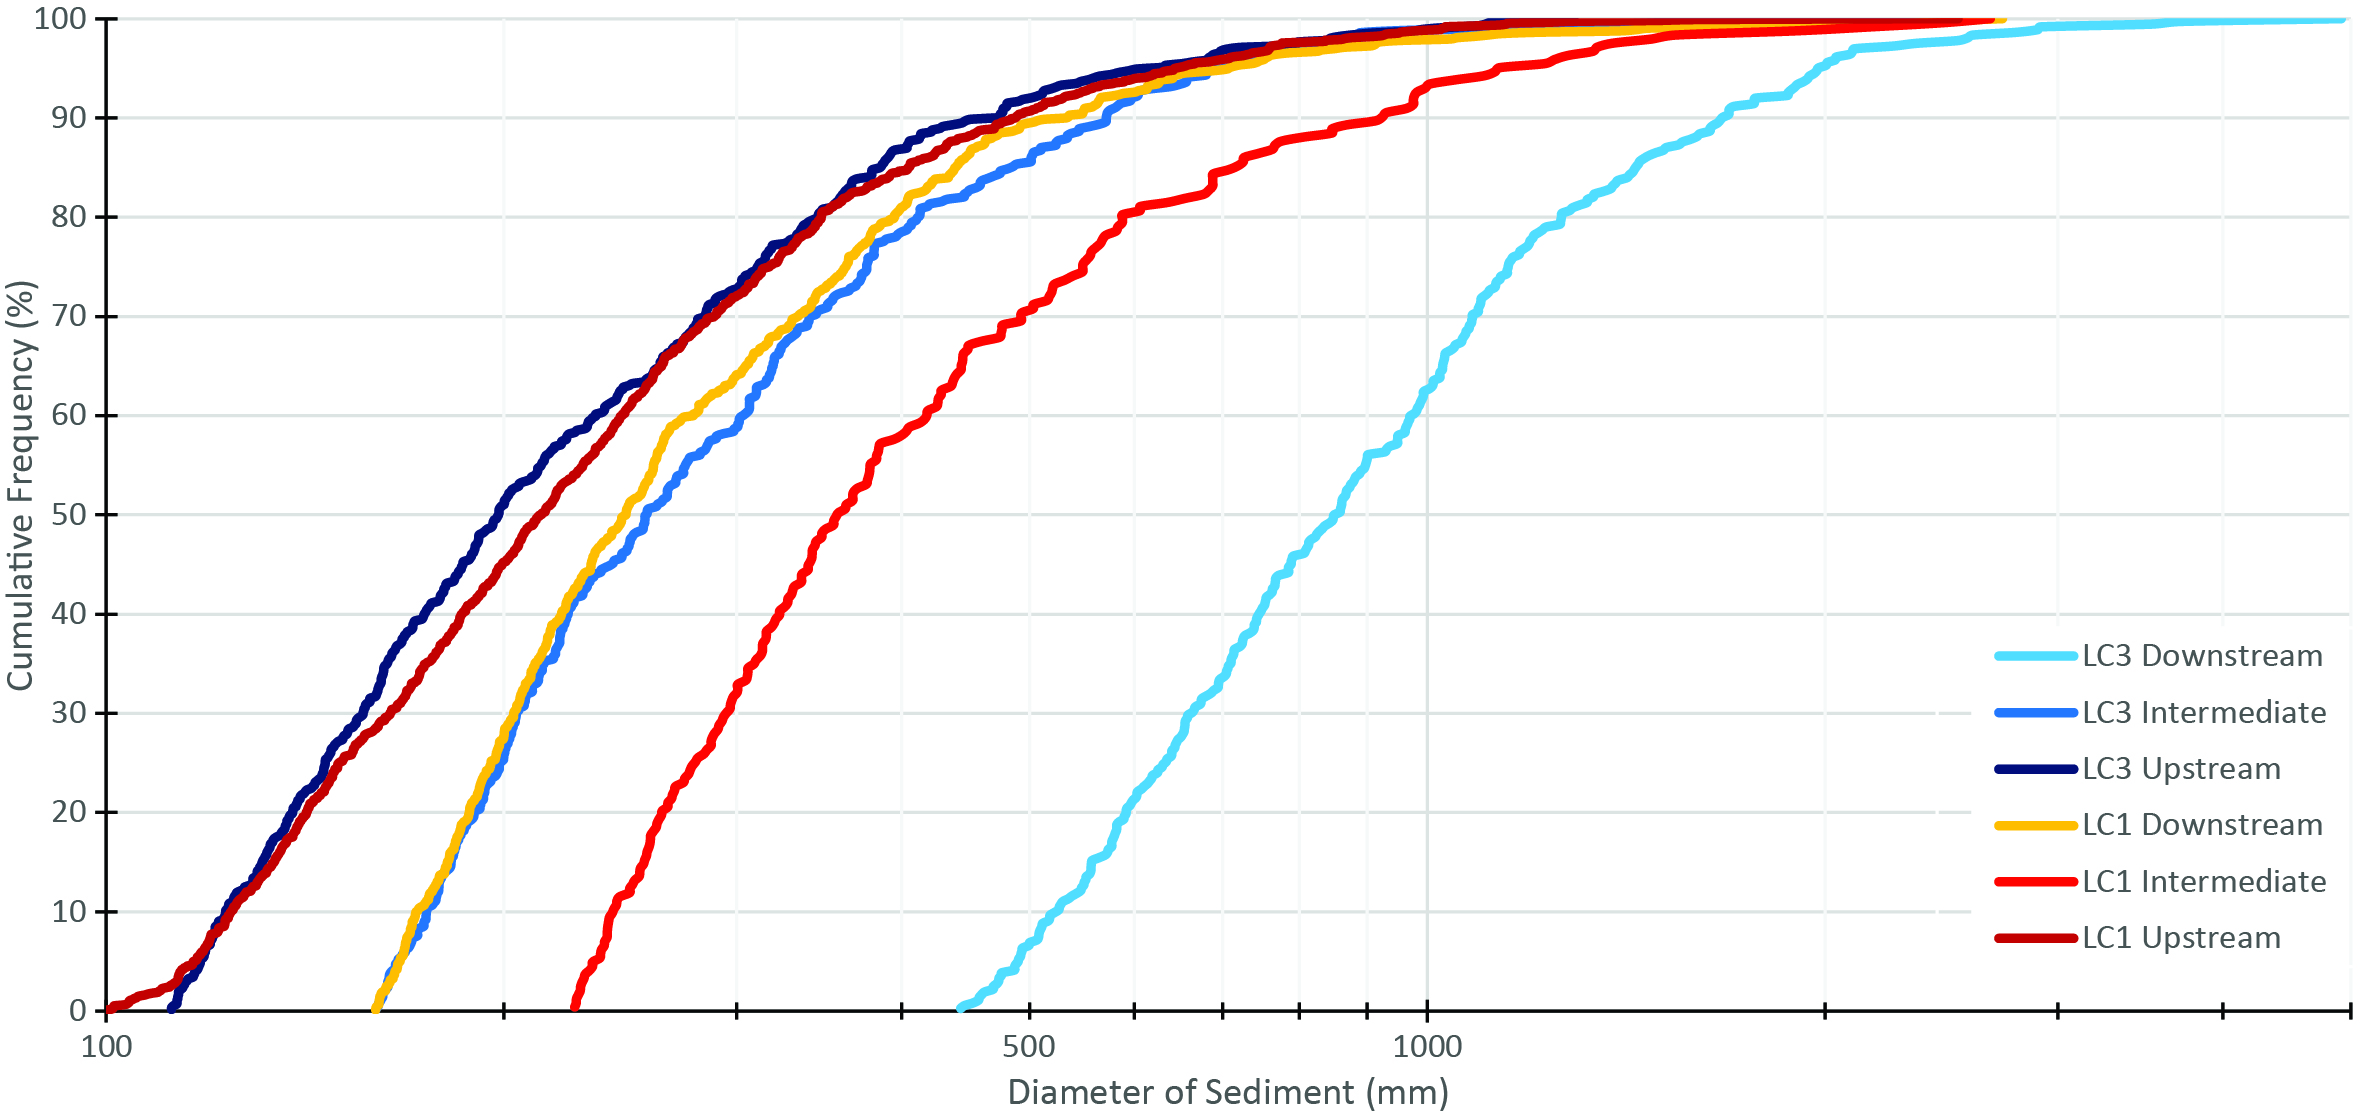 100
90
80
70
60
50
40
30
20
10
0
Cumulative Frequency (%)
100 500 1000
Diameter of Sediment (mm)
LC3 Downstream
LC3 Intermediate
LC3 Upstream
LC1 Downstream
LC1 Intermediate
LC1 Upstream